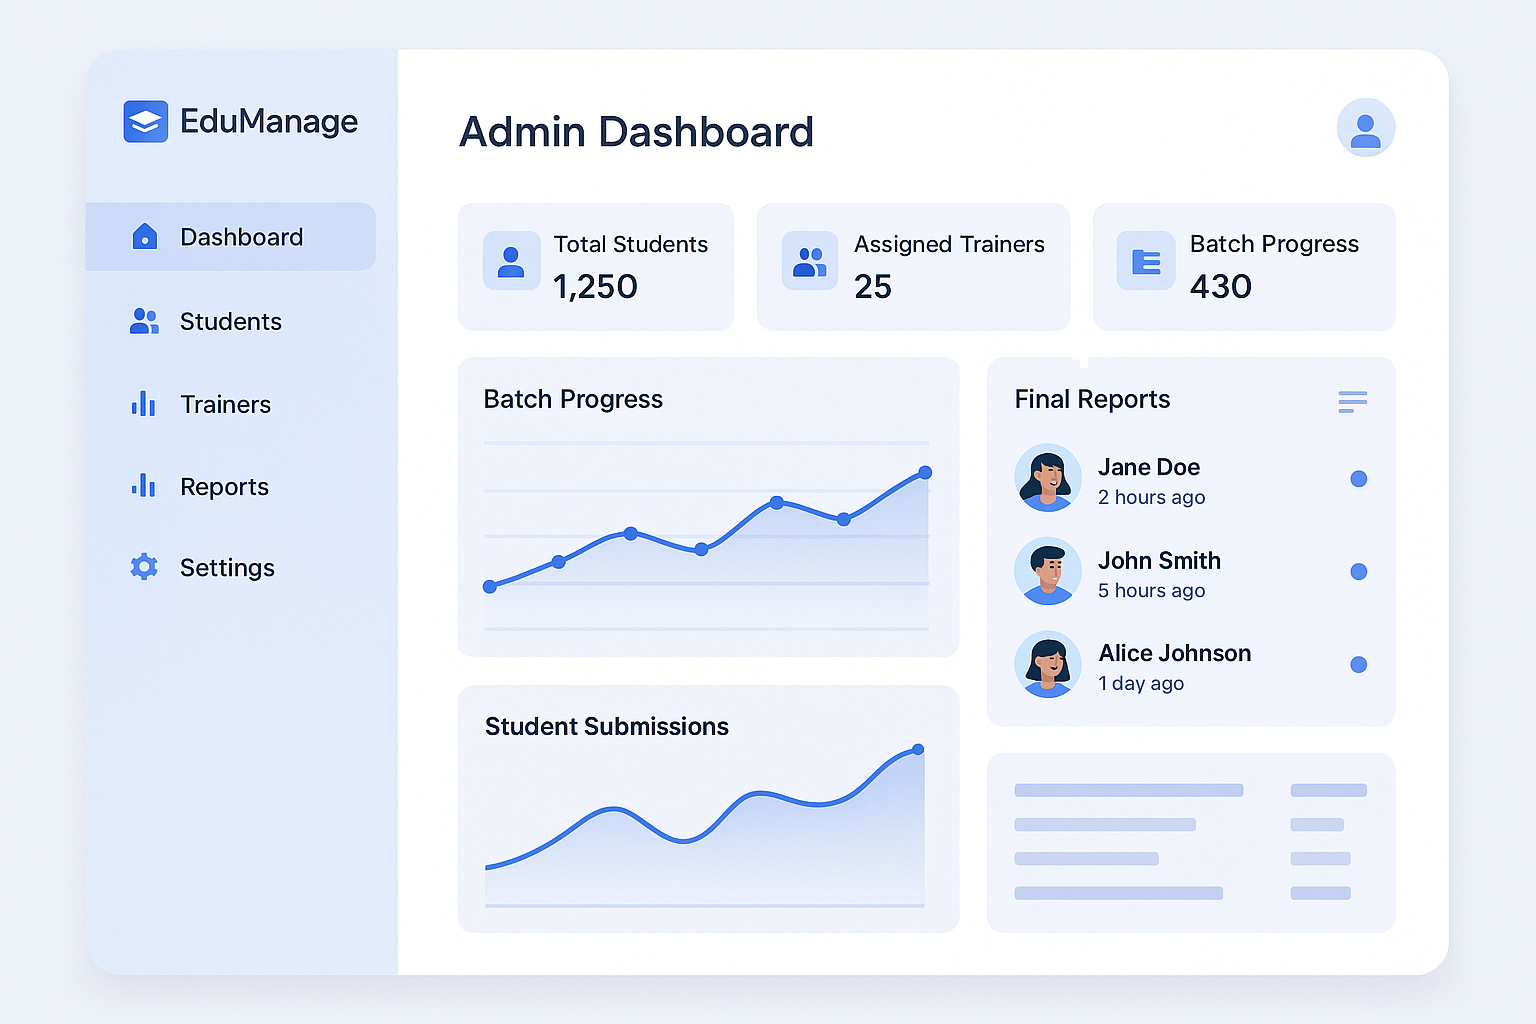 EduManage
Dashboard
Students
Trainers
Reports
Settings
Admin Dashboard
Total Students
1,250
Assigned Trainers
25
Batch Progress
430
Batch Progress
Student Submissions
Final Reports
Jane Doe
2 hours ago
John Smith
5 hours ago
Alice Johnson
1 day ago